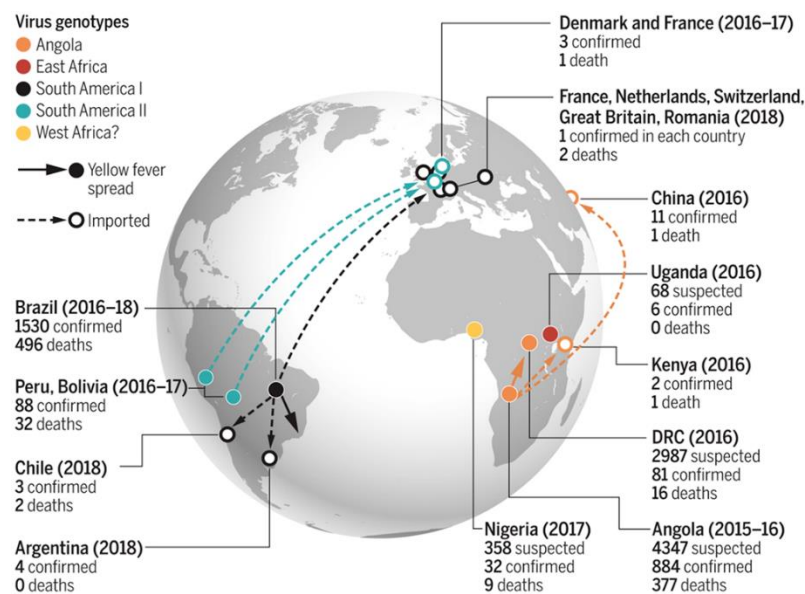 Virus genotypes
Angola
East Africa
South America I
South America II
West Africa?
Yellow fever
spread
Imported
Denmark and France (2016–17)
3 confirmed
1 death
France, Netherlands, Switzerland,
Great Britain, Romania (2018)
1 confirmed in each country
2 deaths
China (2016)
11 confirmed
1 death
Uganda (2016)
68 suspected
6 confirmed
0 deaths
Kenya (2016)
2 confirmed
1 death
DRC (2016)
2987 suspected
81 confirmed
16 deaths
Angola (2015–16)
4347 suspected
884 confirmed
377 deaths
Nigeria (2017)
358 suspected
32 confirmed
9 deaths
Brazil (2016–18)
1530 confirmed
496 deaths
Peru, Bolivia (2016–17)
88 confirmed
32 deaths
Chile (2018)
3 confirmed
2 deaths
Argentina (2018)
4 confirmed
0 deaths